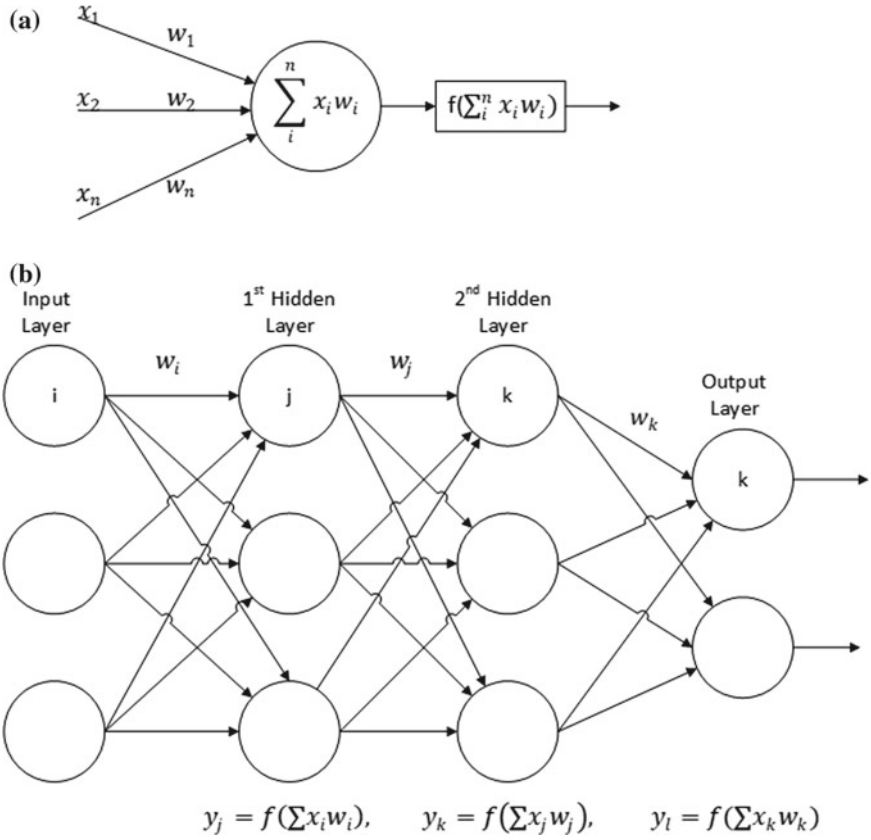 (a)
x₁
w₁
x₂ w₂
xₙ
wₙ
∑ᵢⁿ xᵢwᵢ
f(∑ᵢⁿ xᵢwᵢ)
(b)
Input Layer
1ˢᵗ Hidden Layer
2ⁿᵈ Hidden Layer
Output Layer
wᵢ
wⱼ
wₖ
i
j
k
k
yⱼ = f(∑xᵢwᵢ), yₖ = f(∑xⱼwⱼ), yₗ = f(∑xₖwₖ)